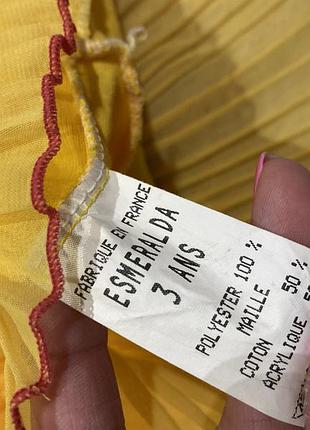 FABRIQUE EN FRANCE
ESMERALDA
3 ANS
POLYESTER 100 %
MAILLE
COTON 50 %
ACRYLIQUE